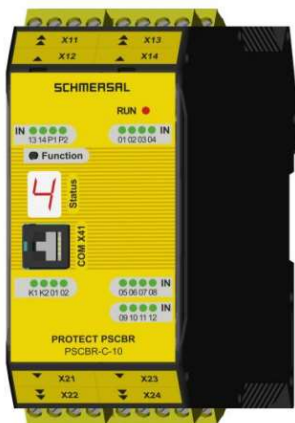 X11 X13
X12 X14
SCHMERSAL
RUN
IN IN
13 14 P1 P2 01 02 03 04
Function
4
Status
COM X41
IN
K1 K2 01 02 05 06 07 08
IN
09 10 11 12
PROTECT PSCBR
PSCBR-C-10
X21 X23
X22 X24